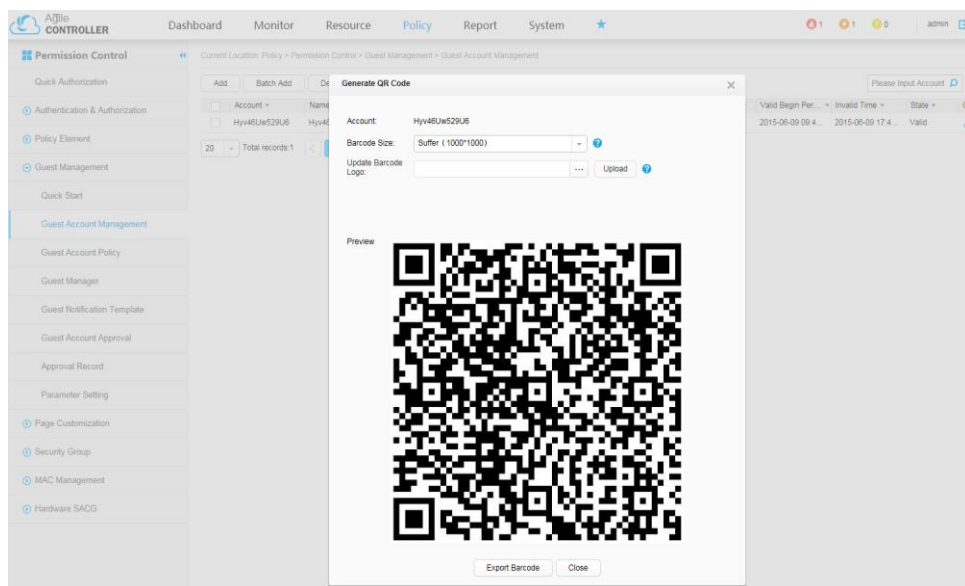 Agile
CONTROLLER
Dashboard Monitor Resource Policy Report System
1 1 0 admin
Permission Control
Current Location: Policy > Permission Control > Guest Management > Guest Account Management
Quick Authorization
Authentication & Authorization
Policy Element
Guest Management
Quick Start
Guest Account Management
Guest Account Policy
Guest Manager
Guest Notification Template
Guest Account Approval
Approval Record
Parameter Setting
Page Customization
Security Group
MAC Management
Hardware SACG
Add Batch Add De
Please Input Account
Account Name
Valid Begin Per... Invalid Time State
Hyv46Uw529U6 Hyv46
2015-06-09 09:4... 2015-06-09 17:4... Valid
20 Total records:1
Generate QR Code
Account: Hyv46Uw529U6
Barcode Size: Suffer (1000*1000)
Update Barcode
Logo: ... Upload
Preview
Export Barcode Close